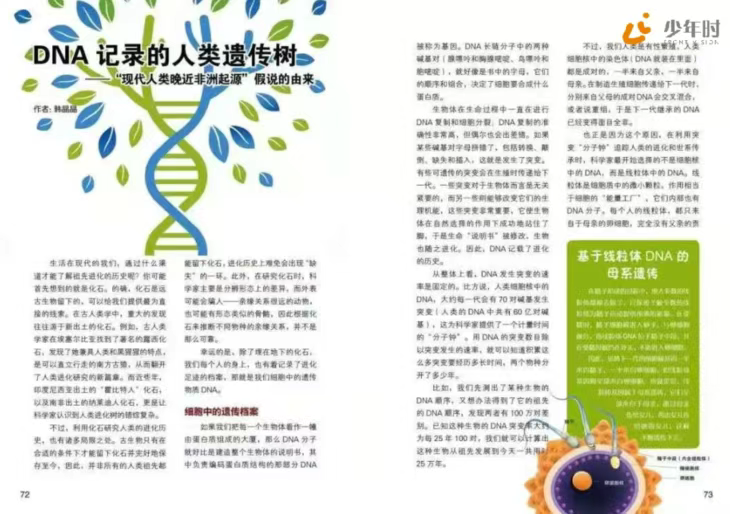 少年时
DNA 记录的人类遗传树
——“现代人类晚近非洲起源”假说的由来
作者：韩晶晶
生活在现代的我们，通过什么渠
道才能了解祖先进化的历史呢？你可能
首先想到的就是化石。的确，化石是远
古生物留下的、可以给我们提供最为直
接的线索。在古人类学中，重大的发现
往往源于新出土的化石。例如，古人类
学家在埃塞尔比亚找到了著名的露西化
石，发现了她兼具人类和黑猩猩的特点，
是可以直立行走的南方古猿，从而翻开
了人类进化研究的新篇章。而近些年，
印度尼西亚出土的“霍比特人”化石，
以及南非出土的纳莱迪人化石，更是让
科学家认识到人类进化树的错综复杂。
不过，利用化石研究人类的进化历
史，也有诸多局限之处。古生物只有在
合适的条件下才能留下化石并完好地保
存至今，因此，并非所有的人类祖先都
能留下化石，进化历史上难免会出现“缺
失”的一环。此外，在研究化石时，科
学家主要是分辨形态上的差异，而外表
可能会骗人——亲缘关系很远的动物，
也可能有形态类似的骨骼，因此根据化
石来推断不同物种的亲缘关系，并不是
那么可靠。
幸运的是，除了埋在地下的化石，
我们每个人的身上，也有着记录了进化
足迹的档案，那就是我们细胞中的遗传
物质 DNA。
细胞中的遗传档案
如果我们把每一个生物体看作一幢
由蛋白质组成的大厦，那么 DNA 分子
就好比是建造整个生物体的说明书，其
中负责编码蛋白质结构的那部分 DNA
72
被称为基因。DNA 长链分子中的两种
碱基对（腺嘌呤和胸腺嘧啶、鸟嘌呤和
胞嘧啶），就好像是书中的字母，它们
的顺序和组合，决定了细胞要合成什么
蛋白质。
生物体在生命过程中一直在进行
DNA 复制和细胞分裂；DNA 复制的准
确性非常高，但偶尔也会出差错。如果
某些碱基对字母拼错了，包括转换、颠
倒、缺失和插入，这就是发生了突变。
有些可遗传的突变会在生殖时传递给下
一代。一些突变对于生物体而言是无关
紧要的，而另一些则能够改变它们的生
理机能，这些突变非常重要，它使生物
体在自然选择的作用下成功地站住了
脚，于是生命“说明书”被修改，生物
也随之进化。因此，DNA 记载了进化
的历史。
从整体上看，DNA 发生突变的速
率是固定的。比方说，人类细胞核中的
DNA，大约每一代会有 70 对碱基发生
突变（人类的 DNA 中共有 60 亿对碱
基），这为科学家提供了一个计量时间
的“分子钟”。用 DNA 的突变数目除
以突变发生的速率，就可以知道积累这
么多突变要经历多长时间，两个物种分
开了多少年。
比如，我们先测出了某种生物的
DNA 顺序，又想办法得到了它的祖先
的 DNA 顺序，发现两者有 100 万对差
别。已知这种生物的 DNA 突变率大约
为每 25 年 100 对，我们就可以计算出
这种生物从祖先发展到今天一共用了
25 万年。
不过，我们人类是有性繁殖，人类
细胞核中的染色体（DNA 就装在里面）
都是成对的，一半来自父亲，一半来自
母亲。在制造生殖细胞传递给下一代时，
分别来自父母的成对 DNA 会交叉混合，
或者说重组，于是下一代继承的 DNA
已经变得面目全非。
也正是因为这个原因，在利用突
变“分子钟”追踪人类的进化和世系传
承时，科学家最开始选择的不是细胞核
中的 DNA，而是线粒体中的 DNA。线
粒体是细胞质中的微小颗粒，作用相当
于细胞的“能量工厂”，它们内部也有
DNA 分子。每个人的线粒体，都只来
自于母亲的卵细胞，完全没有父亲的贡
基于线粒体 DNA 的
母系遗传
精子中段（内含线粒体）
卵细胞核
卵细胞
73